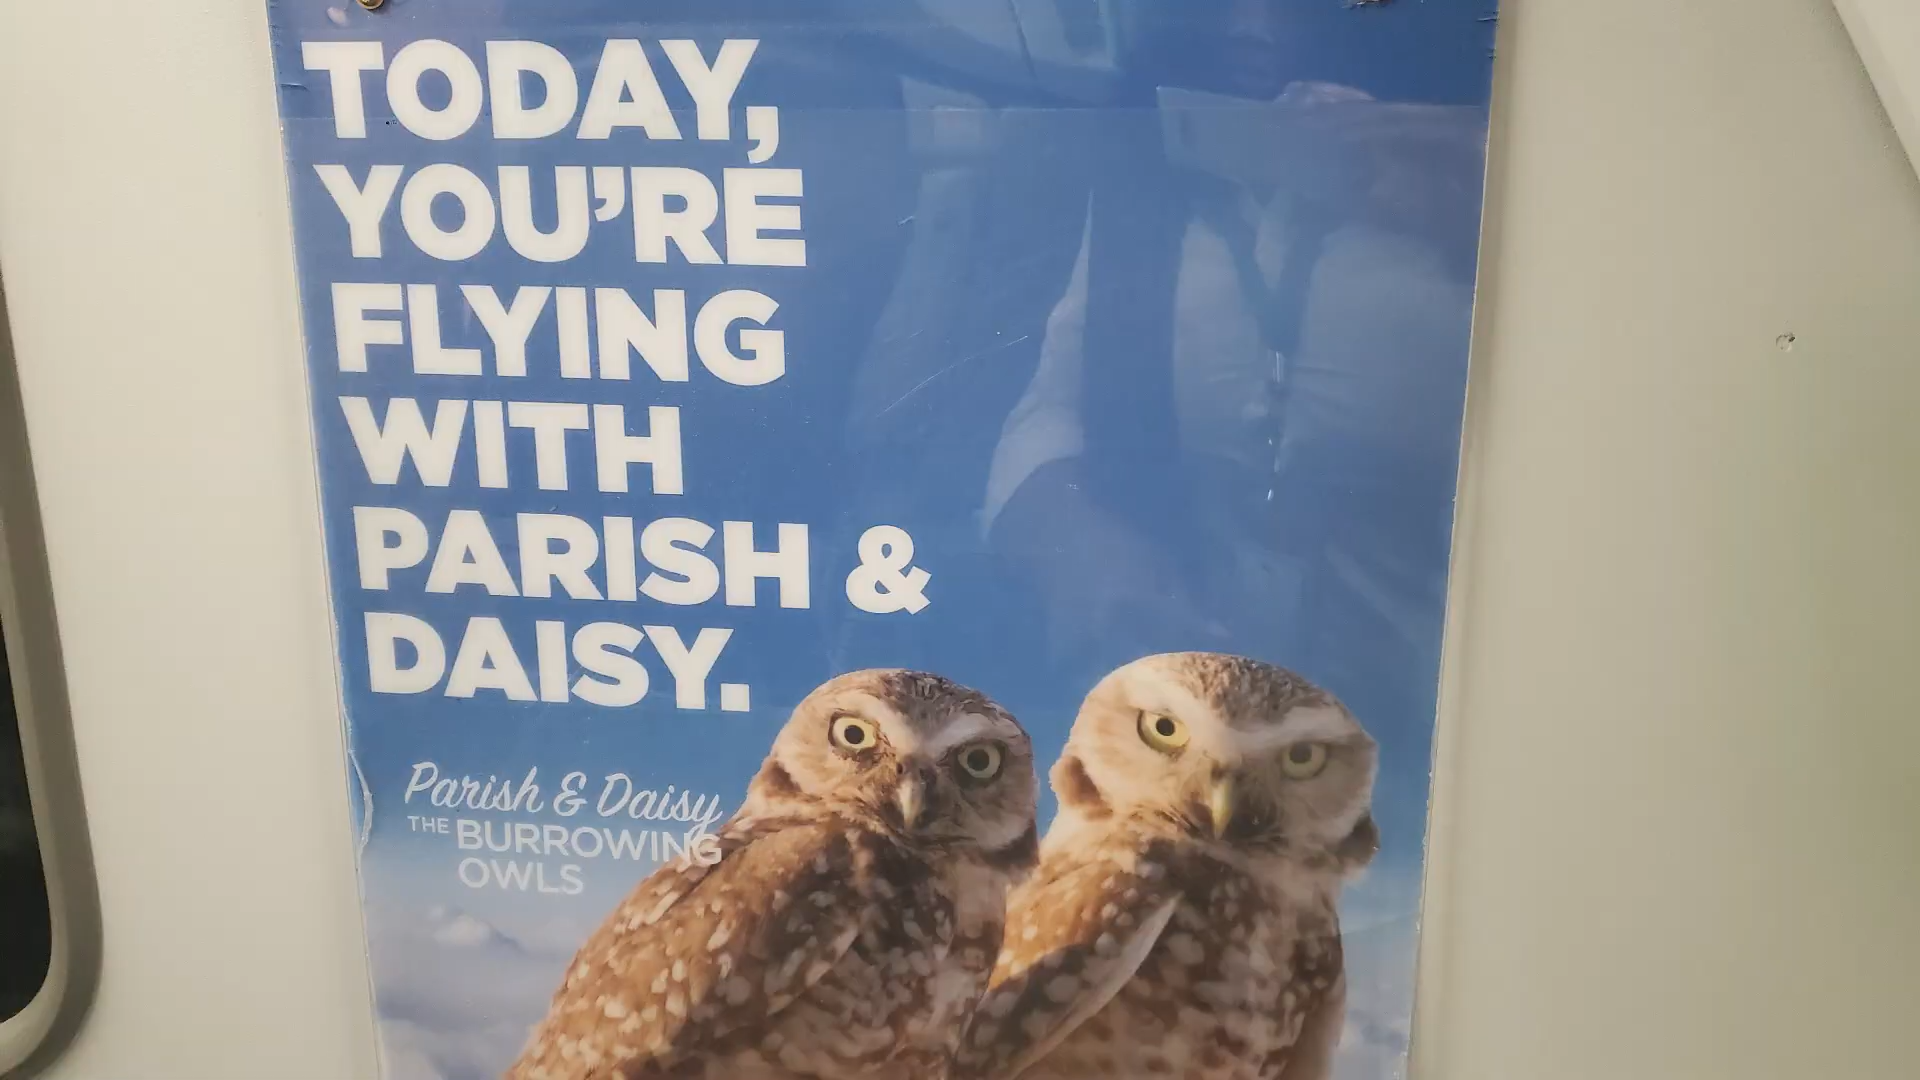 TODAY,
YOU'RE
FLYING
WITH
PARISH &
DAISY.
Parish & Daisy
THE BURROWING
OWLS